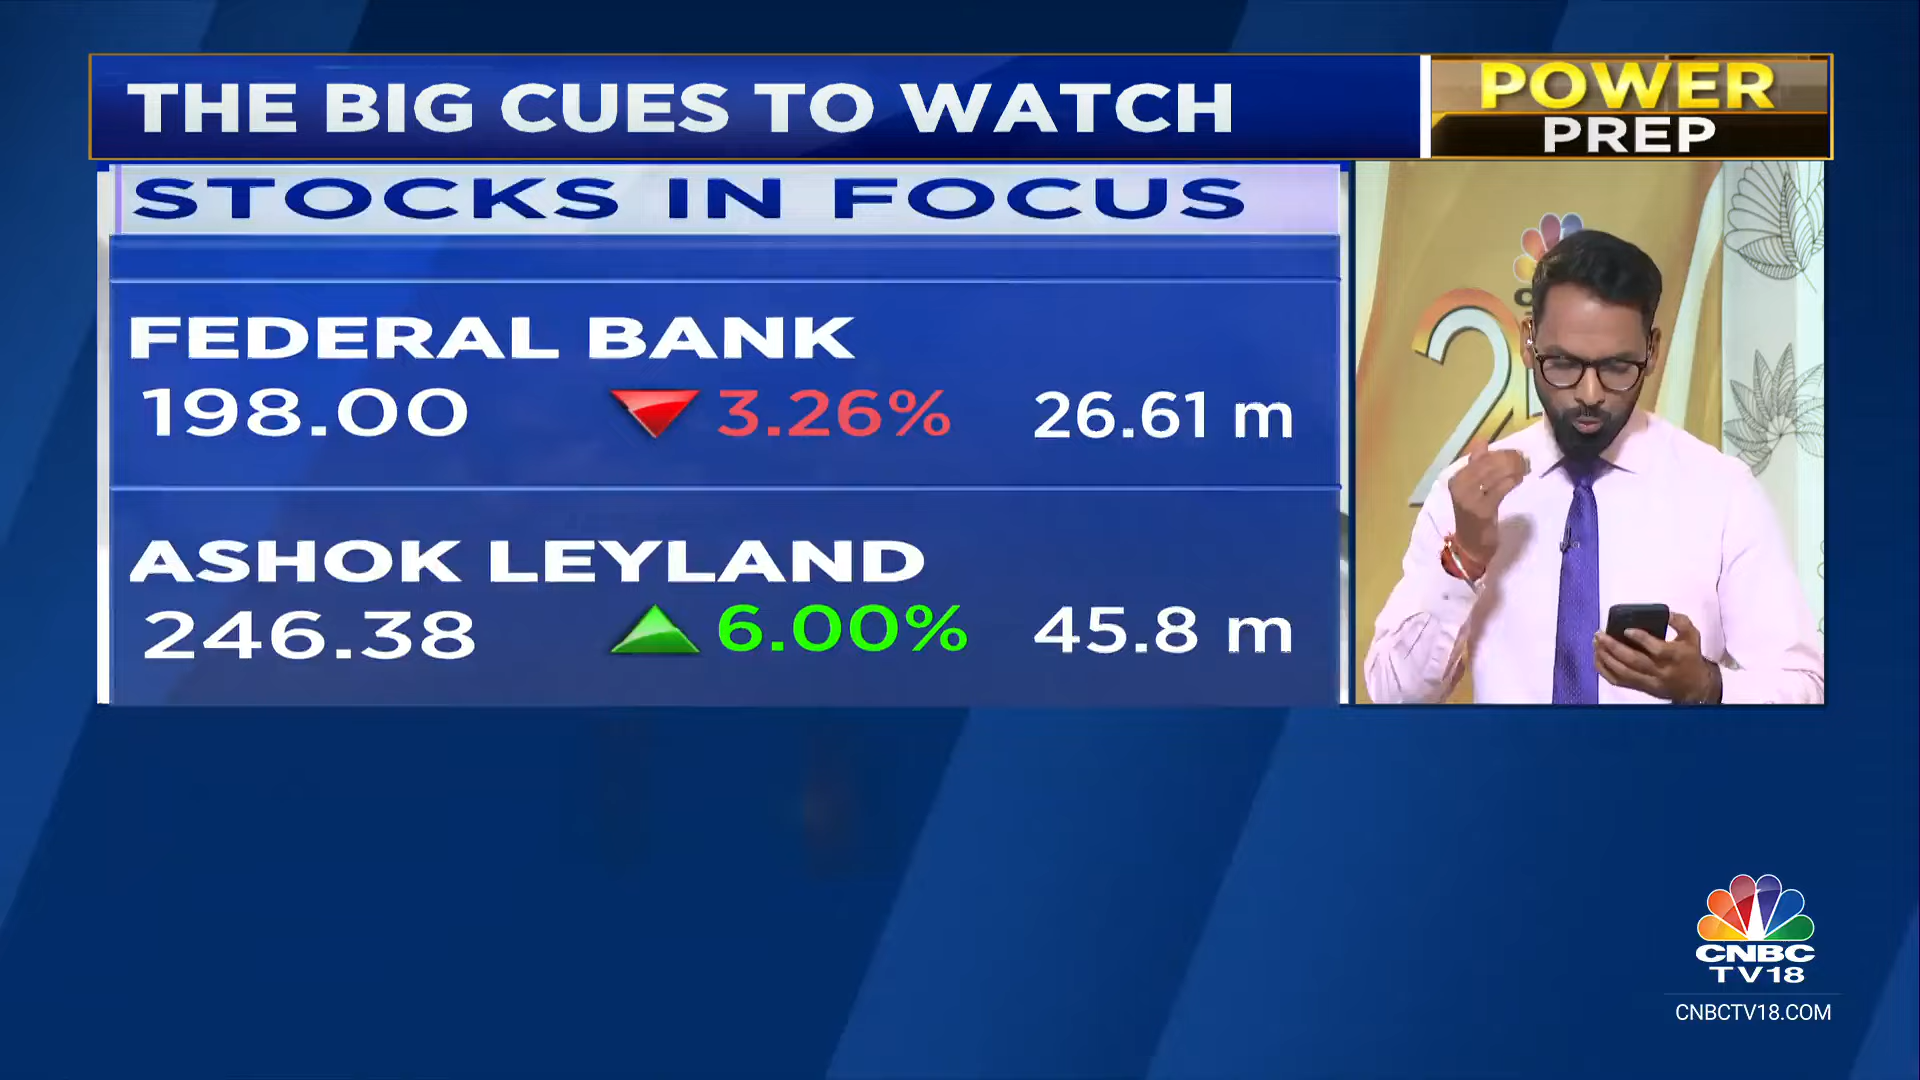 THE BIG CUES TO WATCH
POWER
PREP
STOCKS IN FOCUS
FEDERAL BANK
198.00 3.26% 26.61 m
ASHOK LEYLAND
246.38 6.00% 45.8 m
CNBC
TV18
CNBCTV18.COM